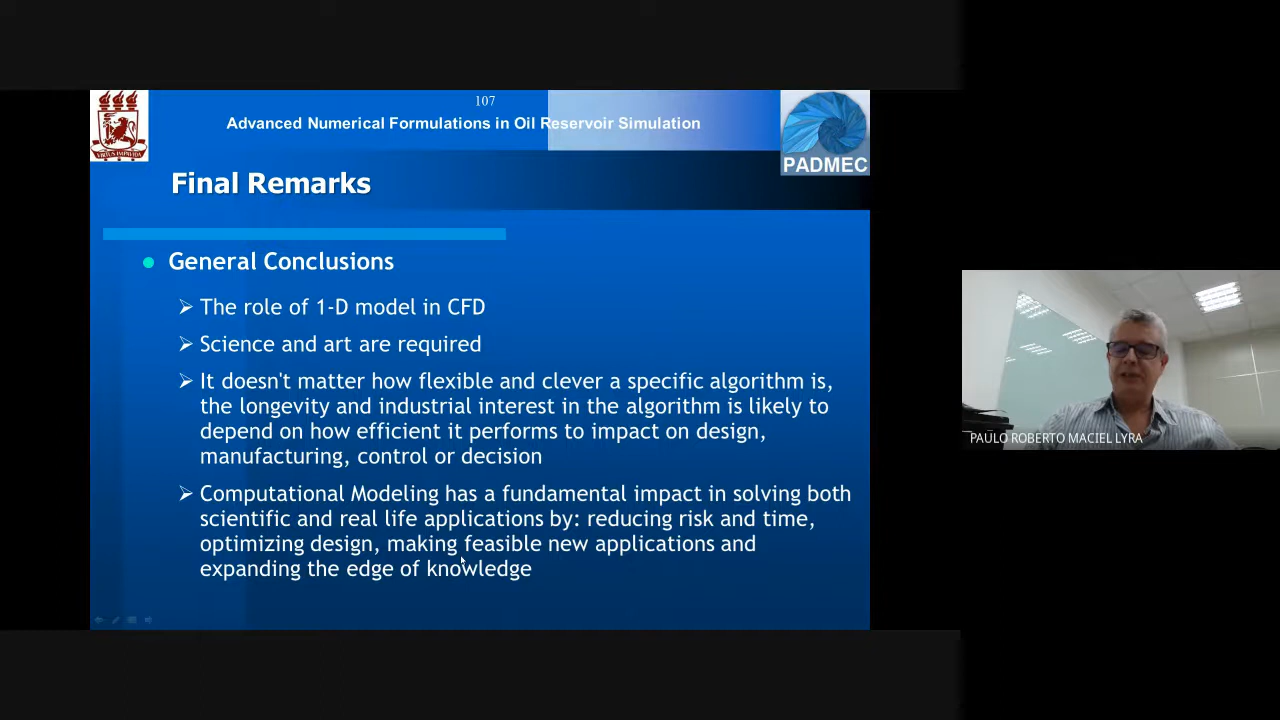 107
Advanced Numerical Formulations in Oil Reservoir Simulation
PADMEC
VIRTUS IMPAVIDA
Final Remarks
General Conclusions
The role of 1-D model in CFD
Science and art are required
It doesn't matter how flexible and clever a specific algorithm is,
the longevity and industrial interest in the algorithm is likely to
depend on how efficient it performs to impact on design,
manufacturing, control or decision
Computational Modeling has a fundamental impact in solving both
scientific and real life applications by: reducing risk and time,
optimizing design, making feasible new applications and
expanding the edge of knowledge
PAULO ROBERTO MACIEL LYRA